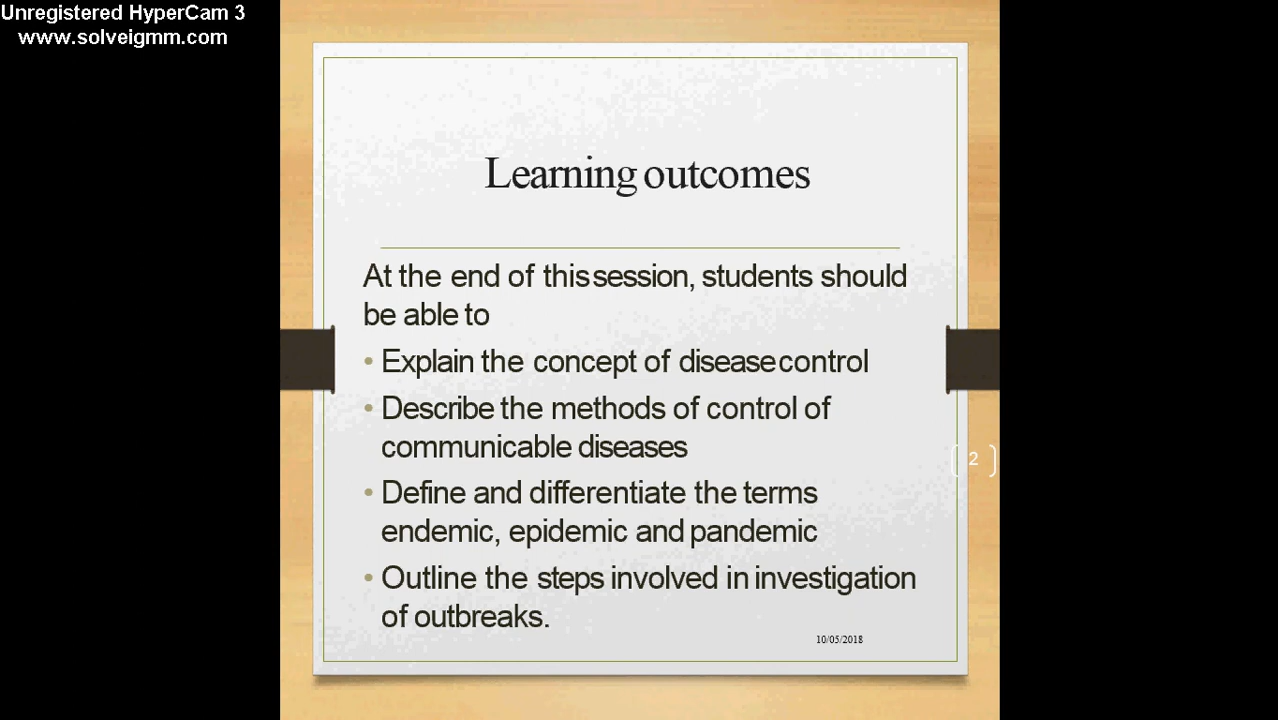 Unregistered HyperCam 3
www.solveigmm.com
Learning outcomes
At the end of this session, students should
be able to
• Explain the concept of disease control
• Describe the methods of control of
communicable diseases
2
• Define and differentiate the terms
endemic, epidemic and pandemic
• Outline the steps involved in investigation
of outbreaks.
10/05/2018